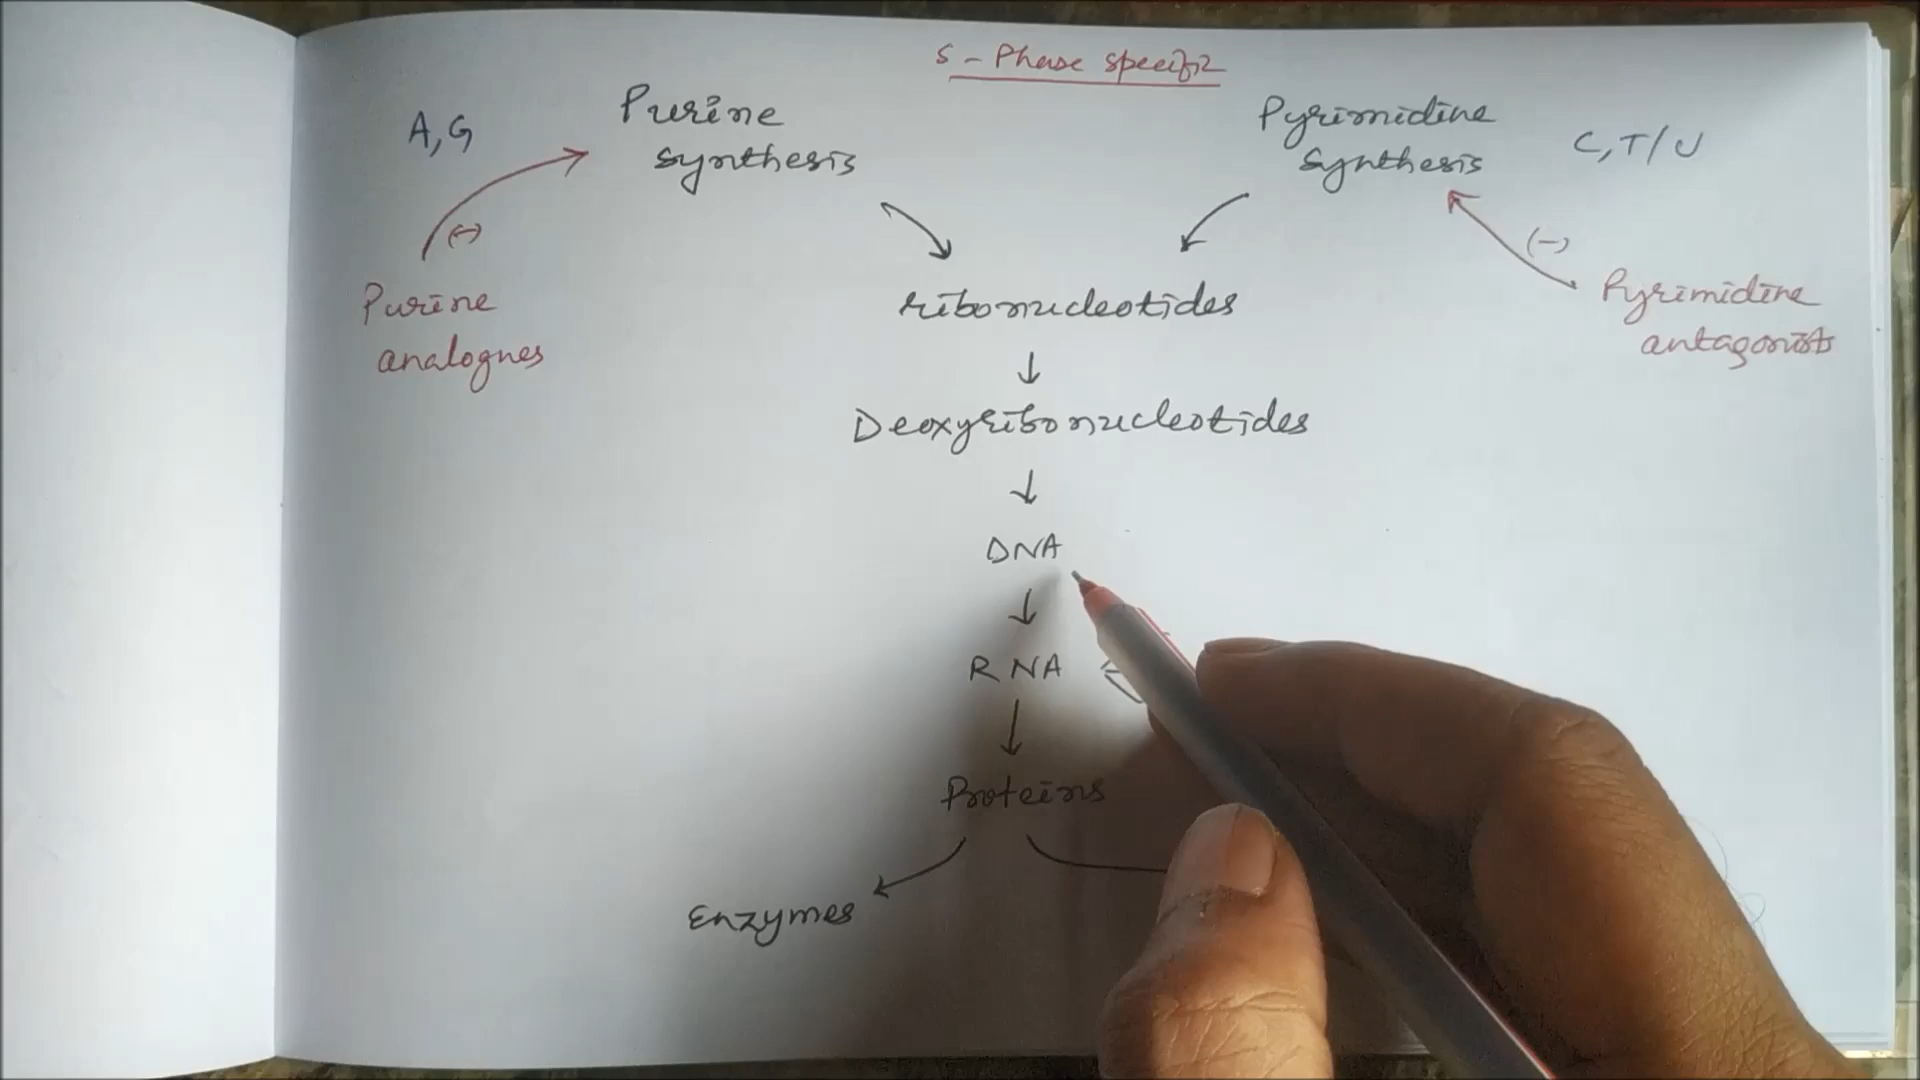 S - Phase specific
A, G
Purine
synthesis
Pyrimidine
synthesis
C, T/U
(-)
(-)
Purine
analogues
Pyrimidine
antagonists
ribonucleotides
↓
Deoxyribonucleotides
↓
DNA
↓
RNA
↓
Proteins
Enzymes